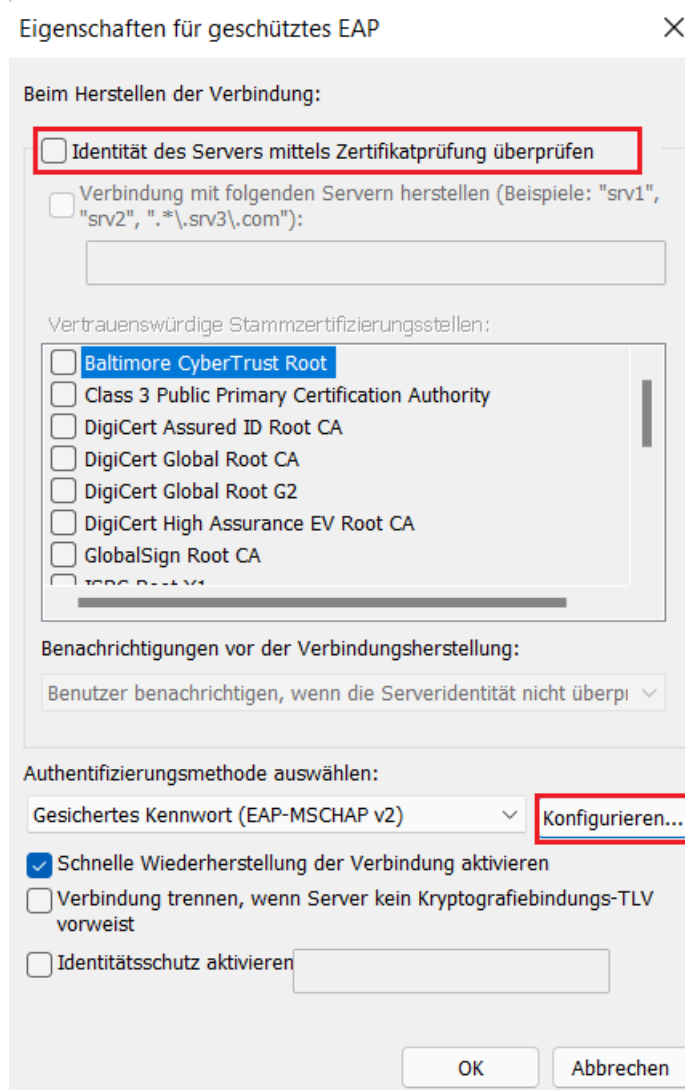 Eigenschaften für geschütztes EAP
Beim Herstellen der Verbindung:
Identität des Servers mittels Zertifikatprüfung überprüfen
Verbindung mit folgenden Servern herstellen (Beispiele: "srv1",
"srv2", ".*\.srv3\.com"):
Vertrauenswürdige Stammzertifizierungsstellen:
Baltimore CyberTrust Root
Class 3 Public Primary Certification Authority
DigiCert Assured ID Root CA
DigiCert Global Root CA
DigiCert Global Root G2
DigiCert High Assurance EV Root CA
GlobalSign Root CA
ISRG Root X1
Benachrichtigungen vor der Verbindungsherstellung:
Benutzer benachrichtigen, wenn die Serveridentität nicht
Authentifizierungsmethode auswählen:
Gesichertes Kennwort (EAP-MSCHAP v2)
Konfigurieren...
Schnelle Wiederherstellung der Verbindung aktivieren
Verbindung trennen, wenn Server kein Kryptografiebindungs-TLV
vorweist
Identitätsschutz aktivieren
OK
Abbrechen